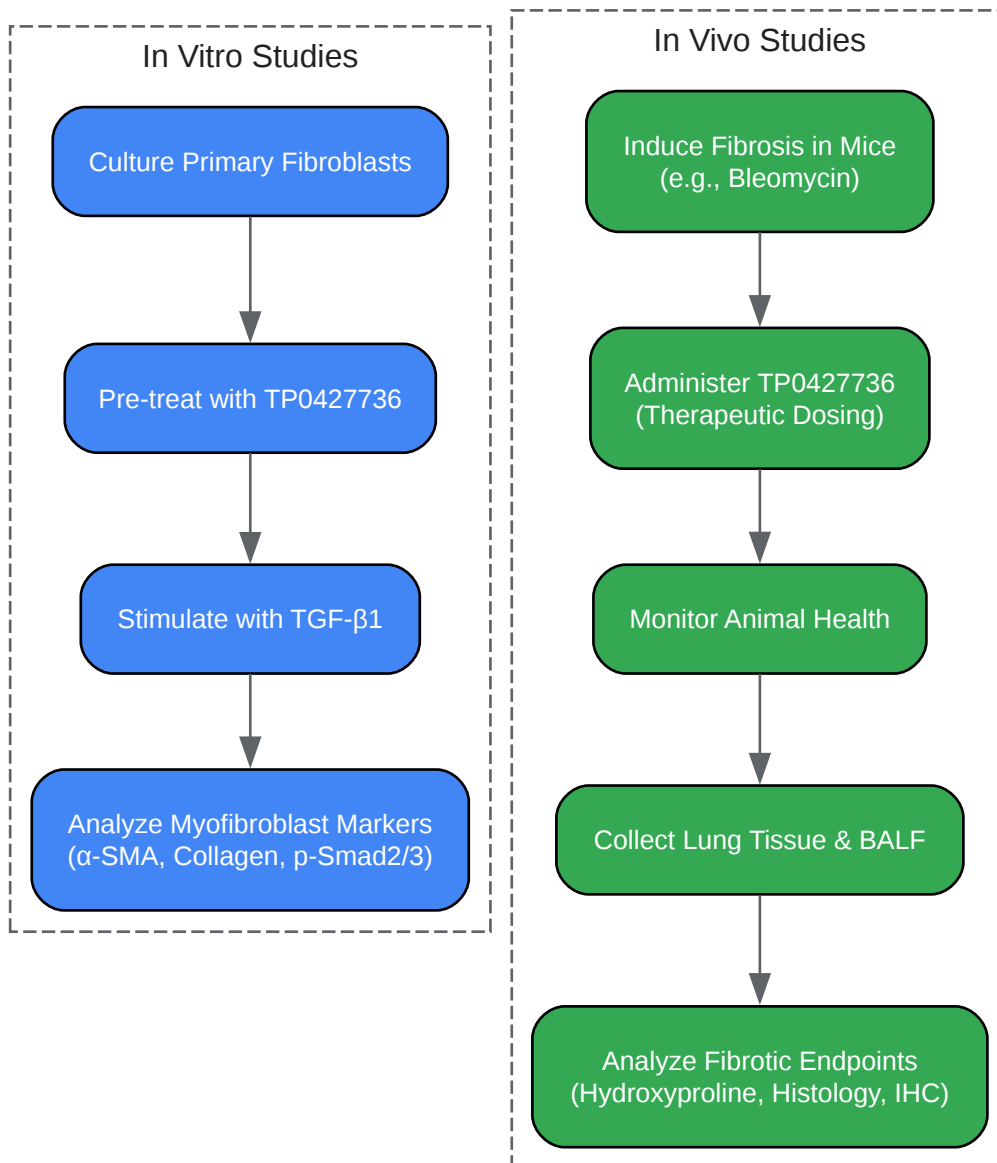 In Vitro Studies
Culture Primary Fibroblasts
Pre-treat with TP0427736
Stimulate with TGF-β1
Analyze Myofibroblast Markers
(α-SMA, Collagen, p-Smad2/3)
In Vivo Studies
Induce Fibrosis in Mice
(e.g., Bleomycin)
Administer TP0427736
(Therapeutic Dosing)
Monitor Animal Health
Collect Lung Tissue & BALF
Analyze Fibrotic Endpoints
(Hydroxyproline, Histology, IHC)